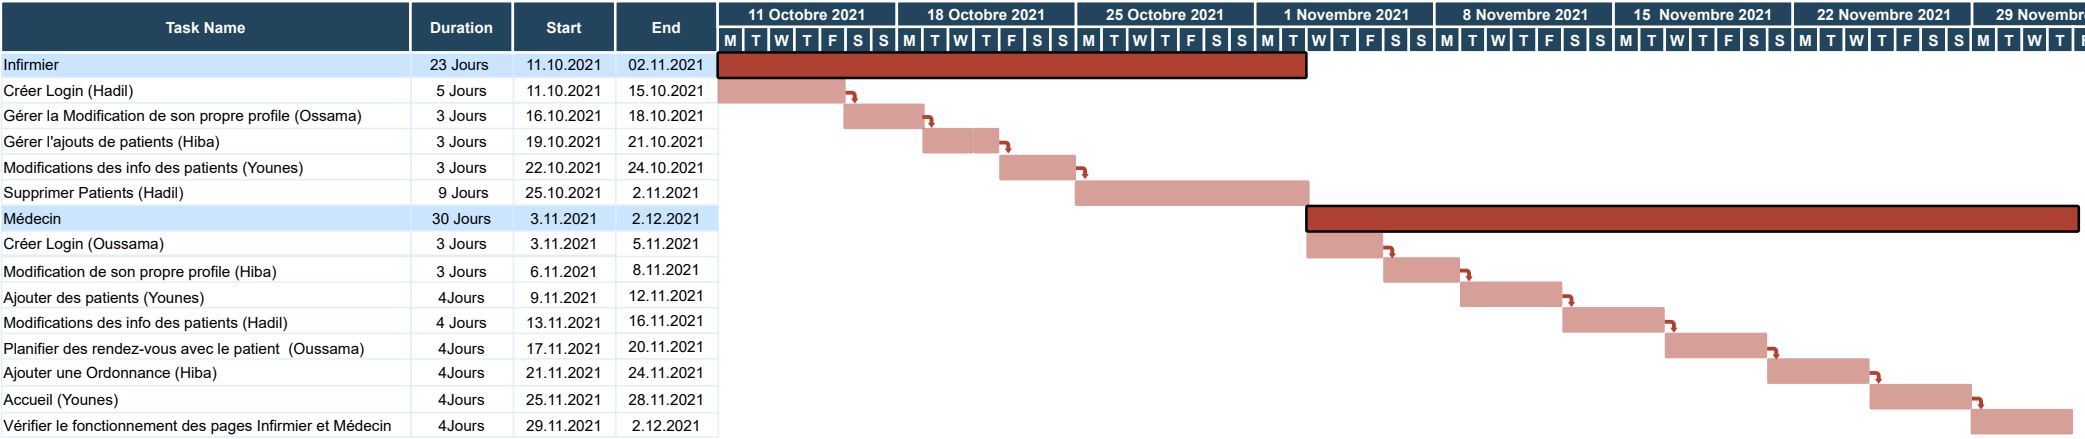 Task Name Duration Start End 11 Octobre 2021 18 Octobre 2021 25 Octobre 2021 1 Novembre 2021 8 Novembre 2021 15 Novembre 2021 22 Novembre 2021 29 Novembre
M T W T F S S M T W T F S S M T W T F S S M T W T F S S M T W T F S S M T W T F S S M T W T F S S M T W T F
Infirmier 23 Jours 11.10.2021 02.11.2021
Créer Login (Hadil) 5 Jours 11.10.2021 15.10.2021
Gérer la Modification de son propre profile (Ossama) 3 Jours 16.10.2021 18.10.2021
Gérer l'ajouts de patients (Hiba) 3 Jours 19.10.2021 21.10.2021
Modifications des info des patients (Younes) 3 Jours 22.10.2021 24.10.2021
Supprimer Patients (Hadil) 9 Jours 25.10.2021 2.11.2021
Médecin 30 Jours 3.11.2021 2.12.2021
Créer Login (Oussama) 3 Jours 3.11.2021 5.11.2021
Modification de son propre profile (Hiba) 3 Jours 6.11.2021 8.11.2021
Ajouter des patients (Younes) 4Jours 9.11.2021 12.11.2021
Modifications des info des patients (Hadil) 4 Jours 13.11.2021 16.11.2021
Planifier des rendez-vous avec le patient (Oussama) 4Jours 17.11.2021 20.11.2021
Ajouter une Ordonnance (Hiba) 4Jours 21.11.2021 24.11.2021
Accueil (Younes) 4Jours 25.11.2021 28.11.2021
Vérifier le fonctionnement des pages Infirmier et Médecin 4Jours 29.11.2021 2.12.2021